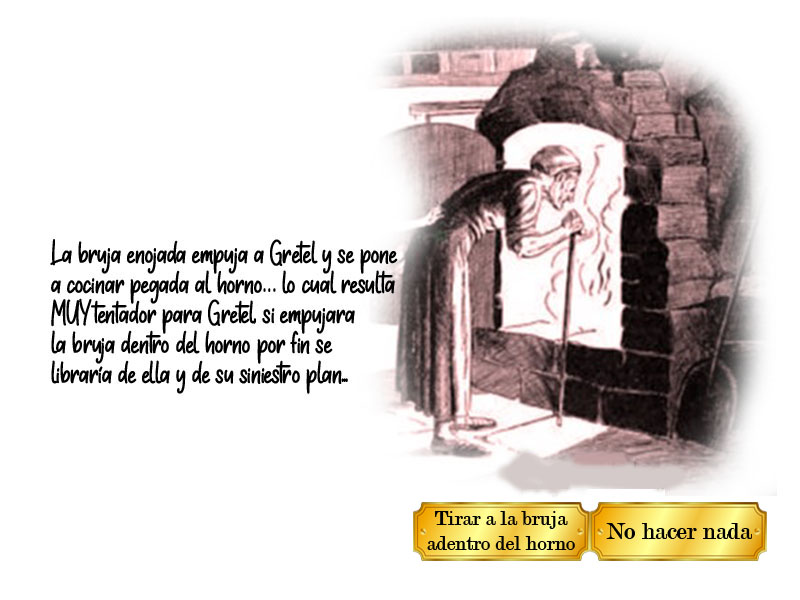 La bruja enojada empuja a Gretel y se pone
a cocinar pegada al horno... lo cual resulta
MUY tentador para Gretel, si empujara
la bruja dentro del horno por fin se
libraría de ella y de su siniestro plan..
Tirar a la bruja
adentro del horno
No hacer nada